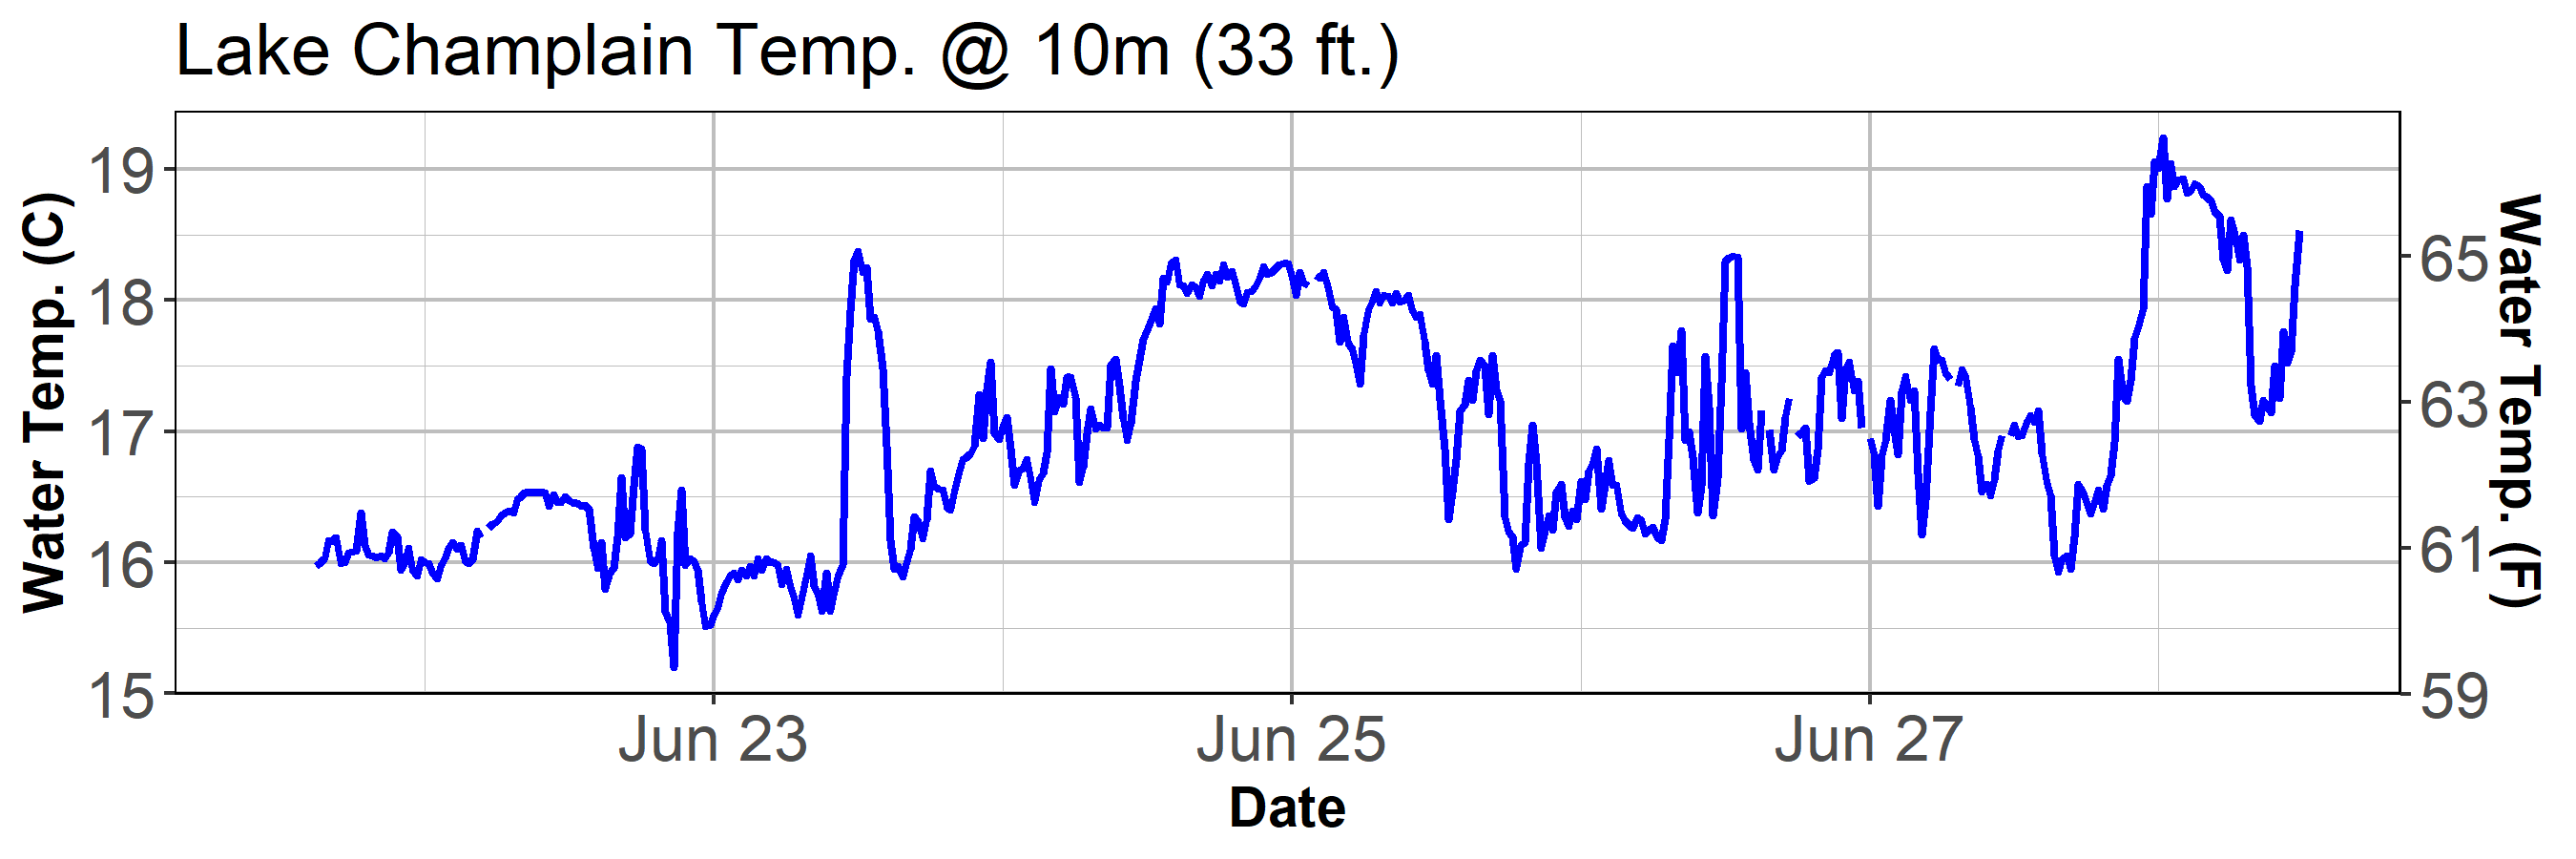 Lake Champlain Temp. @ 10m (33 ft.)
Water Temp. (C)
19
18
17
16
15
65
63
61
59
Water Temp. (F)
Jun 23
Jun 25
Jun 27
Date